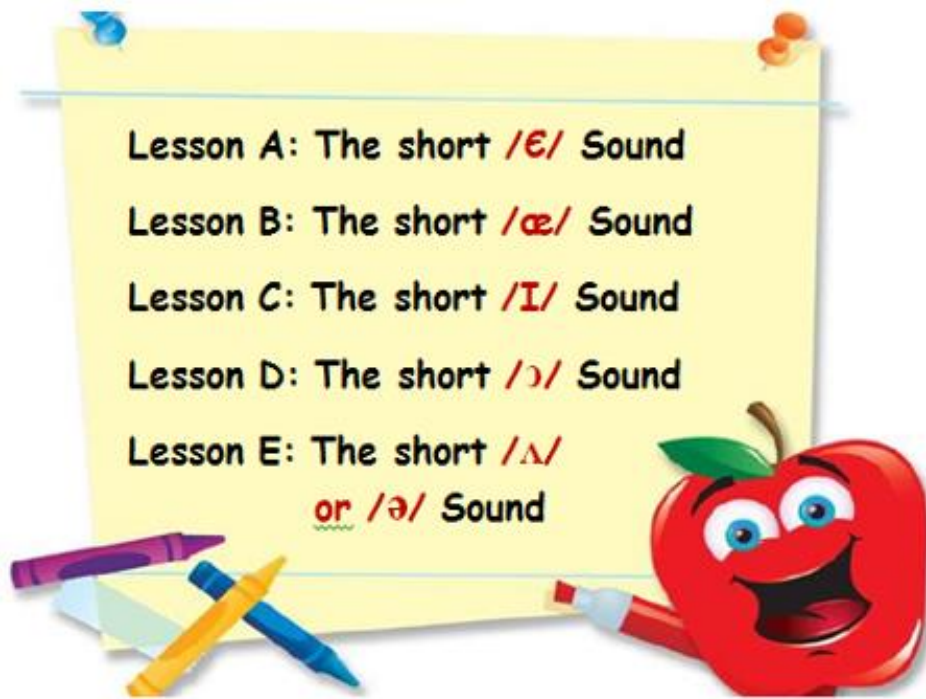 Lesson A: The short /Є/ Sound
Lesson B: The short /æ/ Sound
Lesson C: The short /I/ Sound
Lesson D: The short /ɔ/ Sound
Lesson E: The short /ʌ/
or /ə/ Sound